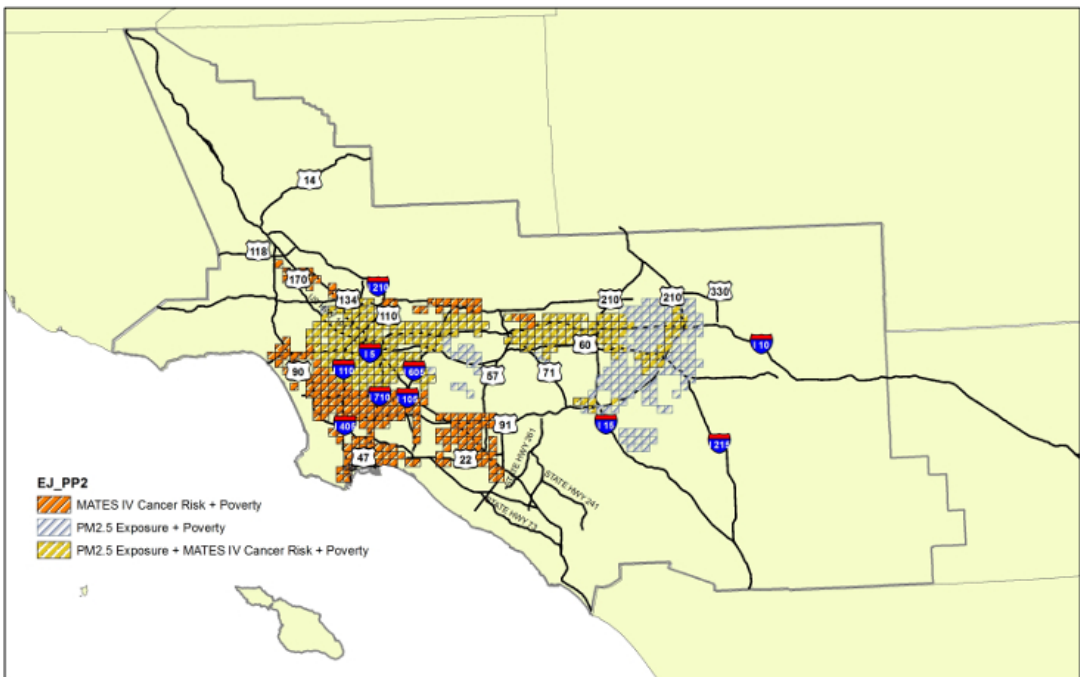 14
118
170
I 210
134
110
210
210
330
I 5
60
I 10
90
I 110
605
57
71
I 710
I 105
I 405
91
I 15
I 215
47
22
STATE HWY 261
STATE HWY 241
STATE HWY 73
EJ_PP2
MATES IV Cancer Risk + Poverty
PM2.5 Exposure + Poverty
PM2.5 Exposure + MATES IV Cancer Risk + Poverty